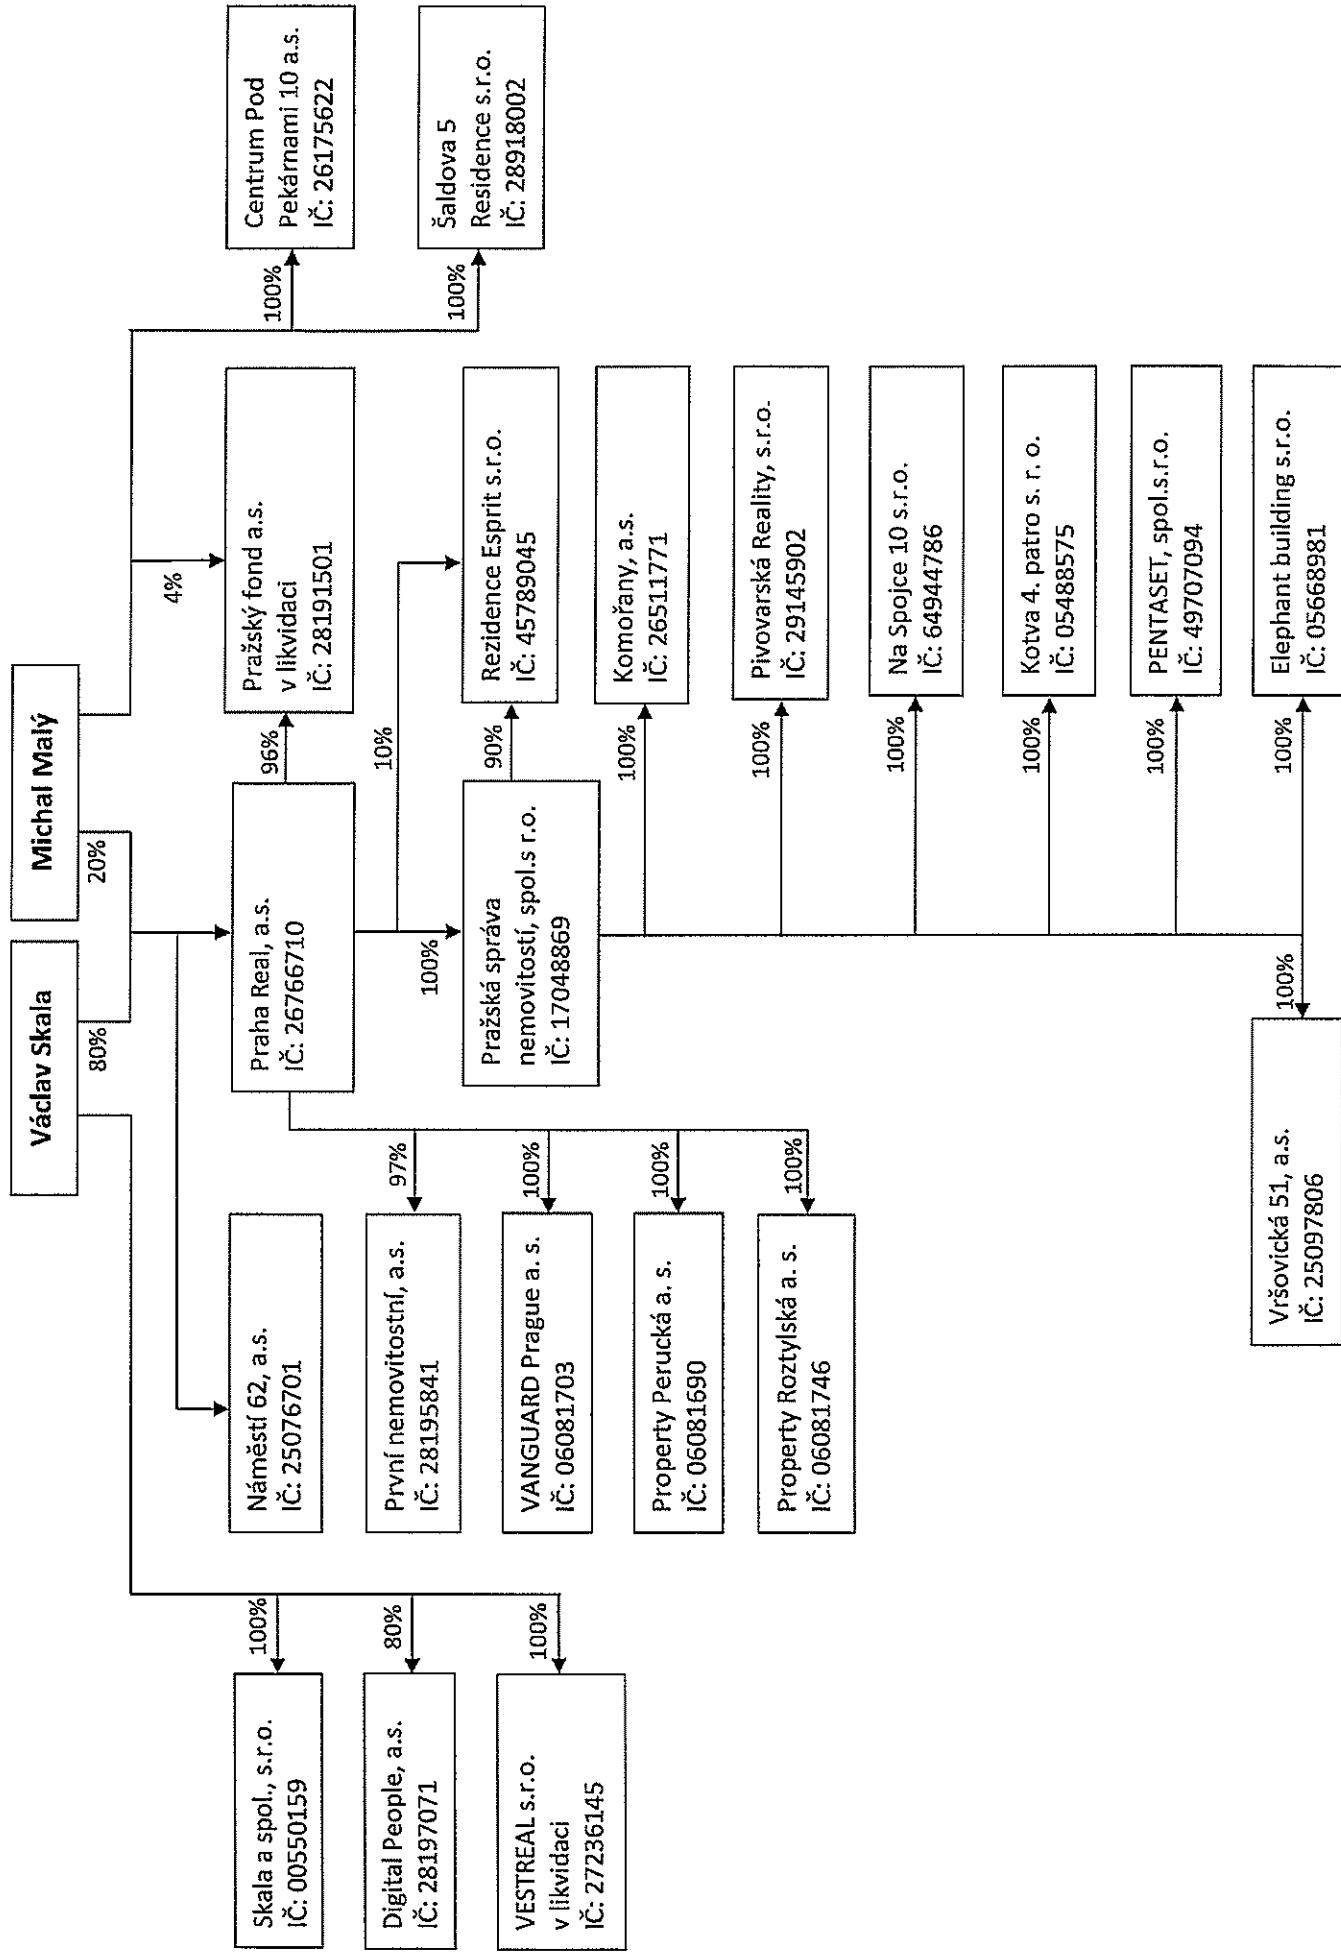 Václav Skala
Michal Malý
80%
20%
4%
Skala a spol., s.r.o.
IČ: 00550159
100%
Digital People, a.s.
IČ: 28197071
80%
VESTREAL s.r.o.
v likvidaci
IČ: 27236145
100%
Náměstí 62, a.s.
IČ: 25076701
První nemovitostní, a.s.
IČ: 28195841
97%
VANGUARD Prague a. s.
IČ: 06081703
100%
Property Perucká a. s.
IČ: 06081690
100%
Property Roztylská a. s.
IČ: 06081746
100%
Praha Real, a.s.
IČ: 26766710
96%
Pražský fond a.s.
v likvidaci
IČ: 28191501
Centrum Pod
Pekárnami 10 a.s.
IČ: 26175622
100%
Šaldova 5
Residence s.r.o.
IČ: 28918002
100%
100%
10%
Pražská správa
nemovitostí, spol.s r.o.
IČ: 17048869
90%
Rezidence Esprit s.r.o.
IČ: 45789045
100%
Komořany, a.s.
IČ: 26511771
100%
Pivovarská Reality, s.r.o.
IČ: 29145902
100%
Na Spojce 10 s.r.o.
IČ: 64944786
100%
Kotva 4. patro s. r. o.
IČ: 05488575
100%
PENTASET, spol.s.r.o.
IČ: 49707094
100%
Elephant building s.r.o.
IČ: 05668981
100%
Vršovická 51, a.s.
IČ: 25097806
100%